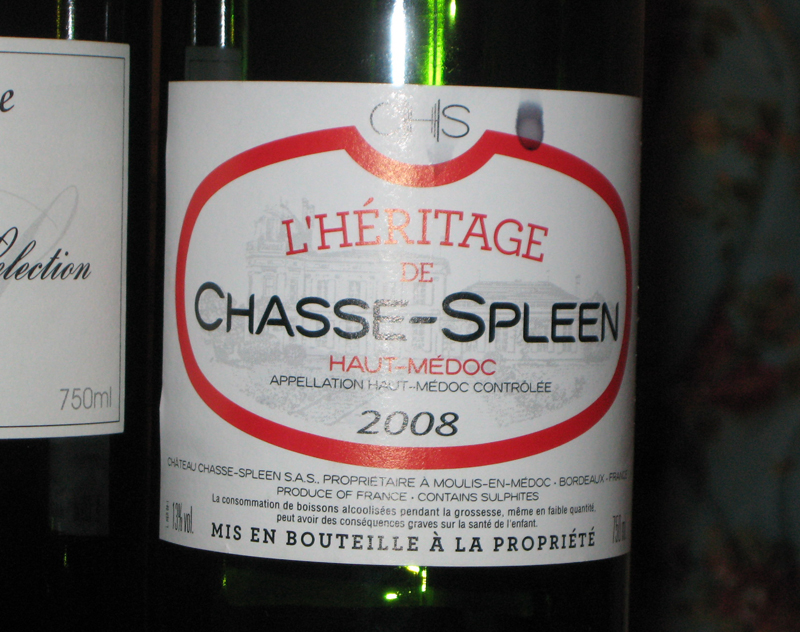 e
election
750ml
CHS
L'HÉRITAGE
DE
CHASSE-SPLEEN
HAUT-MÉDOC
APPELLATION HAUT-MÉDOC CONTRÔLÉE
2008
CHÂTEAU CHASSE-SPLEEN S.A.S., PROPRIÉTAIRE À MOULIS-EN-MÉDOC · BORDEAUX · FRANCE
PRODUCE OF FRANCE · CONTAINS SULPHITES
La consommation de boissons alcoolisées pendant la grossesse, même en faible quantité,
peut avoir des conséquences graves sur la santé de l'enfant.
13% vol.
750 ml
MIS EN BOUTEILLE À LA PROPRIÉTÉ